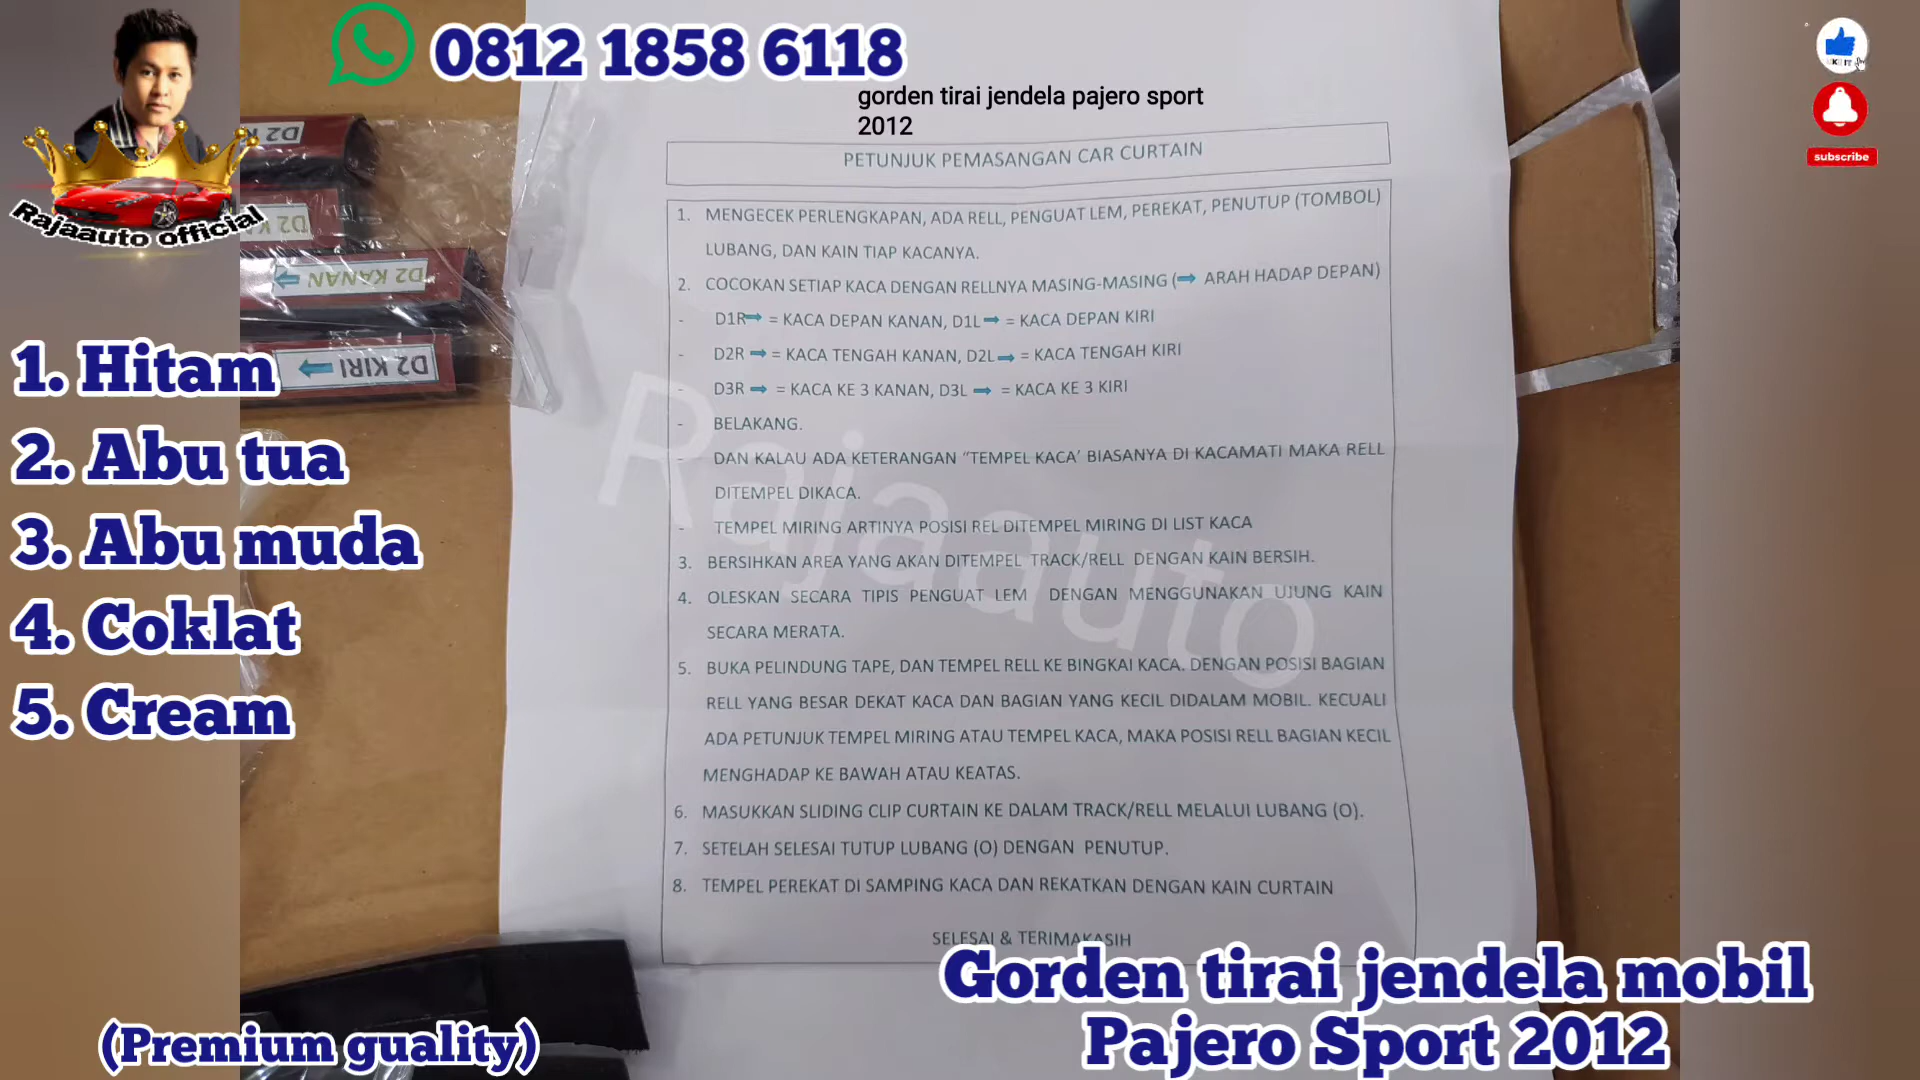 0812 1858 6118
gorden tirai jendela pajero sport
2012
Rajaauto official
subscribe
D2 KANAN
D2 KIRI
1. Hitam
2. Abu tua
3. Abu muda
4. Coklat
5. Cream
PETUNJUK PEMASANGAN CAR CURTAIN
1. MENGECEK PERLENGKAPAN, ADA RELL, PENGUAT LEM, PEREKAT, PENUTUP (TOMBOL)
LUBANG, DAN KAIN TIAP KACANYA.
2. COCOKAN SETIAP KACA DENGAN RELLNYA MASING-MASING (➡ ARAH HADAP DEPAN)
- D1R➡ = KACA DEPAN KANAN, D1L➡ = KACA DEPAN KIRI
- D2R ➡ = KACA TENGAH KANAN, D2L➡ = KACA TENGAH KIRI
- D3R ➡ = KACA KE 3 KANAN, D3L ➡ = KACA KE 3 KIRI
- BELAKANG.
- DAN KALAU ADA KETERANGAN "TEMPEL KACA' BIASANYA DI KACAMATI MAKA RELL
DITEMPEL DIKACA.
- TEMPEL MIRING ARTINYA POSISI REL DITEMPEL MIRING DI LIST KACA
3. BERSIHKAN AREA YANG AKAN DITEMPEL TRACK/RELL DENGAN KAIN BERSIH.
4. OLESKAN SECARA TIPIS PENGUAT LEM DENGAN MENGGUNAKAN UJUNG KAIN
SECARA MERATA.
5. BUKA PELINDUNG TAPE, DAN TEMPEL RELL KE BINGKAI KACA. DENGAN POSISI BAGIAN
RELL YANG BESAR DEKAT KACA DAN BAGIAN YANG KECIL DIDALAM MOBIL. KECUALI
ADA PETUNJUK TEMPEL MIRING ATAU TEMPEL KACA, MAKA POSISI RELL BAGIAN KECIL
MENGHADAP KE BAWAH ATAU KEATAS.
6. MASUKKAN SLIDING CLIP CURTAIN KE DALAM TRACK/RELL MELALUI LUBANG (O).
7. SETELAH SELESAI TUTUP LUBANG (O) DENGAN PENUTUP.
8. TEMPEL PEREKAT DI SAMPING KACA DAN REKATKAN DENGAN KAIN CURTAIN
SELESAI & TERIMAKASIH
Rajaauto
Gorden tirai jendela mobil
Pajero Sport 2012
(Premium guality)